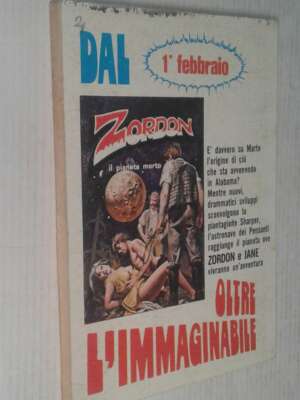 DAL
1° febbraio
ZORDON
il pianeta morto
E' davvero su Marte
l'origine di ciò
che sta avvenendo
in Alabama?
Mentre nuovi,
drammatici sviluppi
sconvolgono la
piantagione Sharper,
l'astronave dei Pensanti
raggiunge il pianeta ove
ZORDON e JANE
vivranno un'avventura
OLTRE
L'IMMAGINABILE